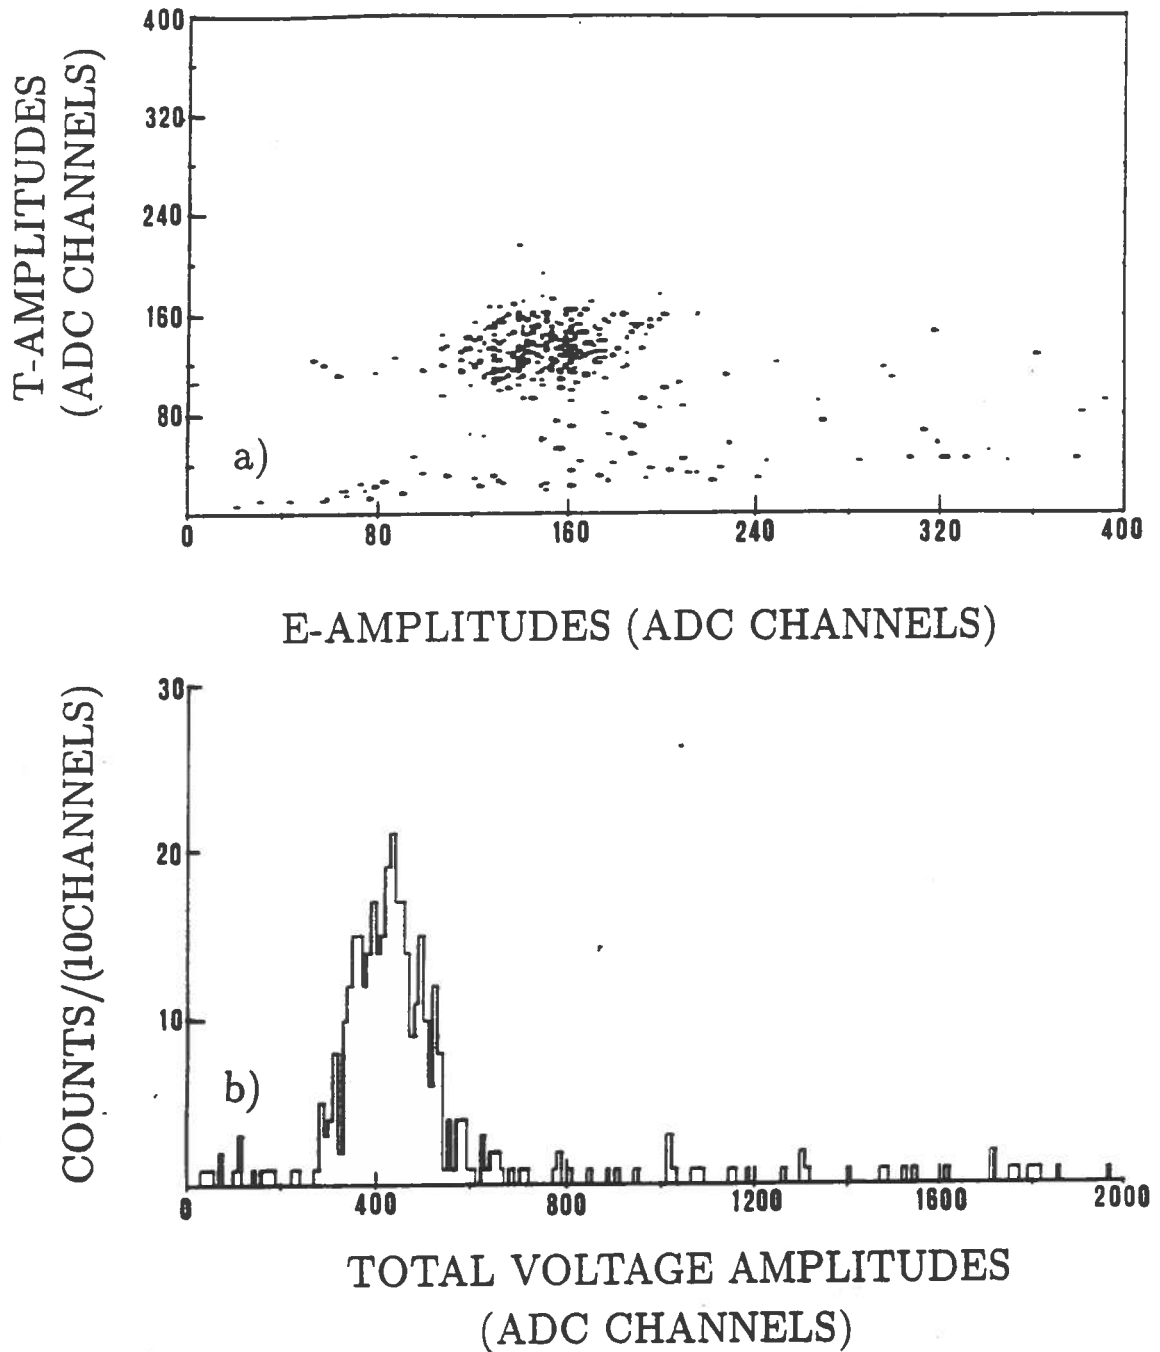 T-AMPLITUDES
(ADC CHANNELS)
400
320
240
160
80
a)
0 80 160 240 320 400
E-AMPLITUDES (ADC CHANNELS)
COUNTS/(10CHANNELS)
30
20
10
b)
0 400 800 1200 1600 2000
TOTAL VOLTAGE AMPLITUDES
(ADC CHANNELS)